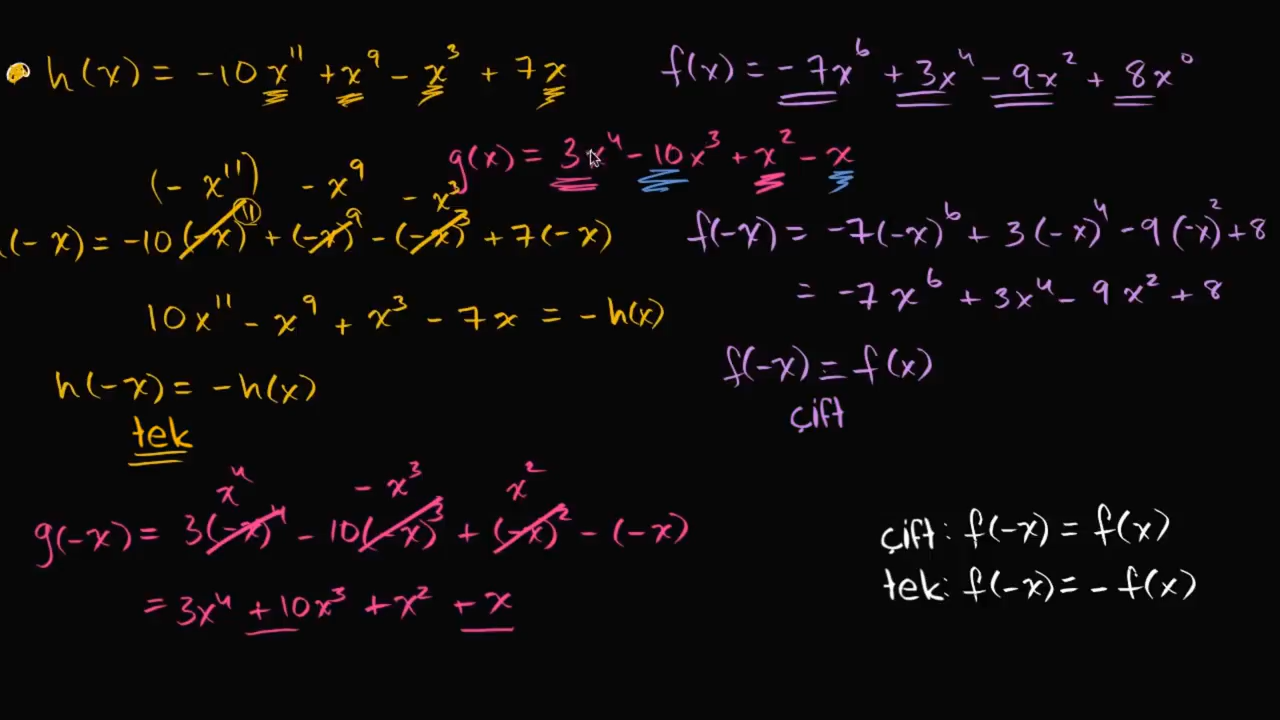 h(x) = -10x¹¹ + x⁹ - x³ + 7x
f(x) = -7x⁶ + 3x⁴ - 9x² + 8x⁰
g(x) = 3x⁴ - 10x³ + x² - x
(-x¹¹) -x⁹ -x³
(-x) = -10(-x)¹¹ + (-x)⁹ - (-x)³ + 7(-x)
10x¹¹ - x⁹ + x³ - 7x = -h(x)
h(-x) = -h(x)
tek
f(-x) = -7(-x)⁶ + 3(-x)⁴ - 9(-x)² + 8
= -7x⁶ + 3x⁴ - 9x² + 8
f(-x) = f(x)
çift
x⁴ -x³ x²
g(-x) = 3(-x)⁴ - 10(-x)³ + (-x)² - (-x)
= 3x⁴ + 10x³ + x² + x
çift: f(-x) = f(x)
tek: f(-x) = -f(x)